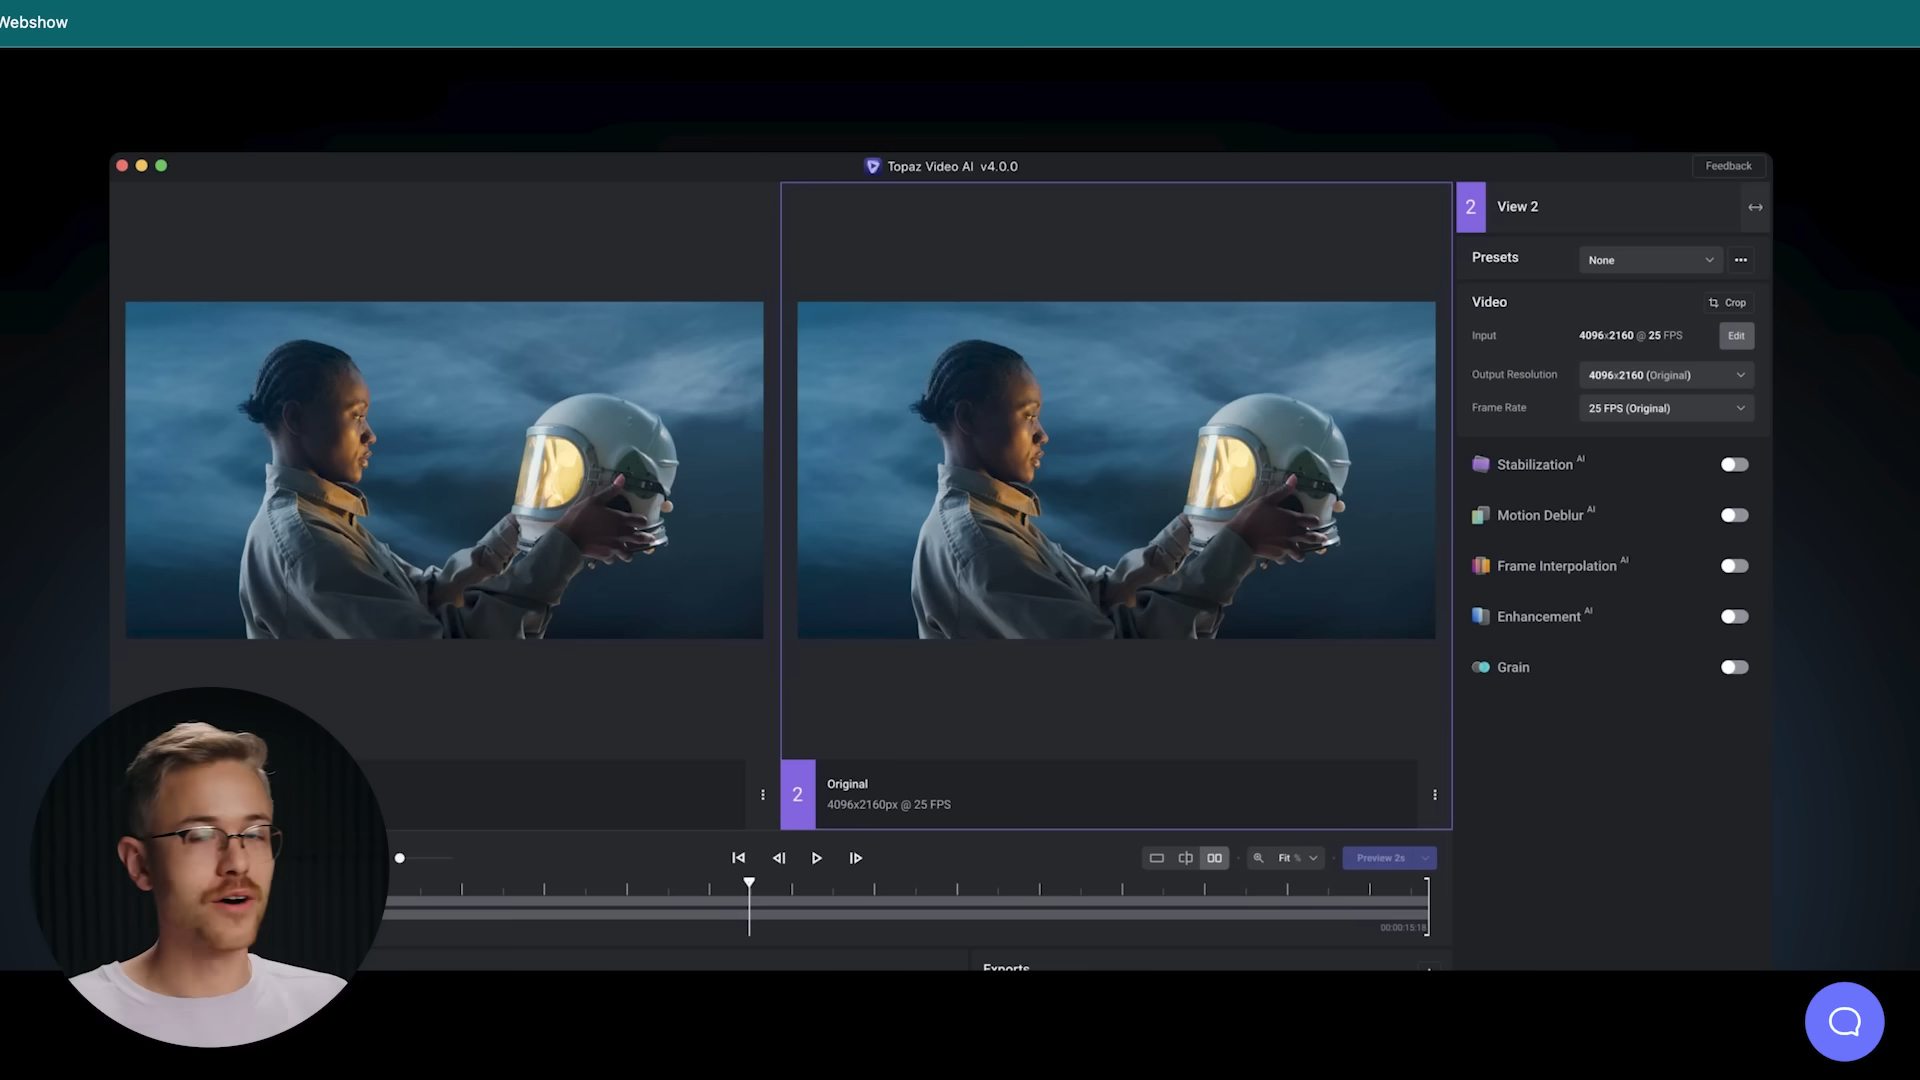 Webshow
Topaz Video AI v4.0.0
Feedback
2
View 2
Presets
None
Video
Crop
Input
4096x2160 @ 25 FPS
Edit
Output Resolution
4096x2160 (Original)
Frame Rate
25 FPS (Original)
Stabilization AI
Motion Deblur AI
Frame Interpolation AI
Enhancement AI
Grain
2
Original
4096x2160px @ 25 FPS
Fit %
Preview 2s
00:00:15:18
Exports